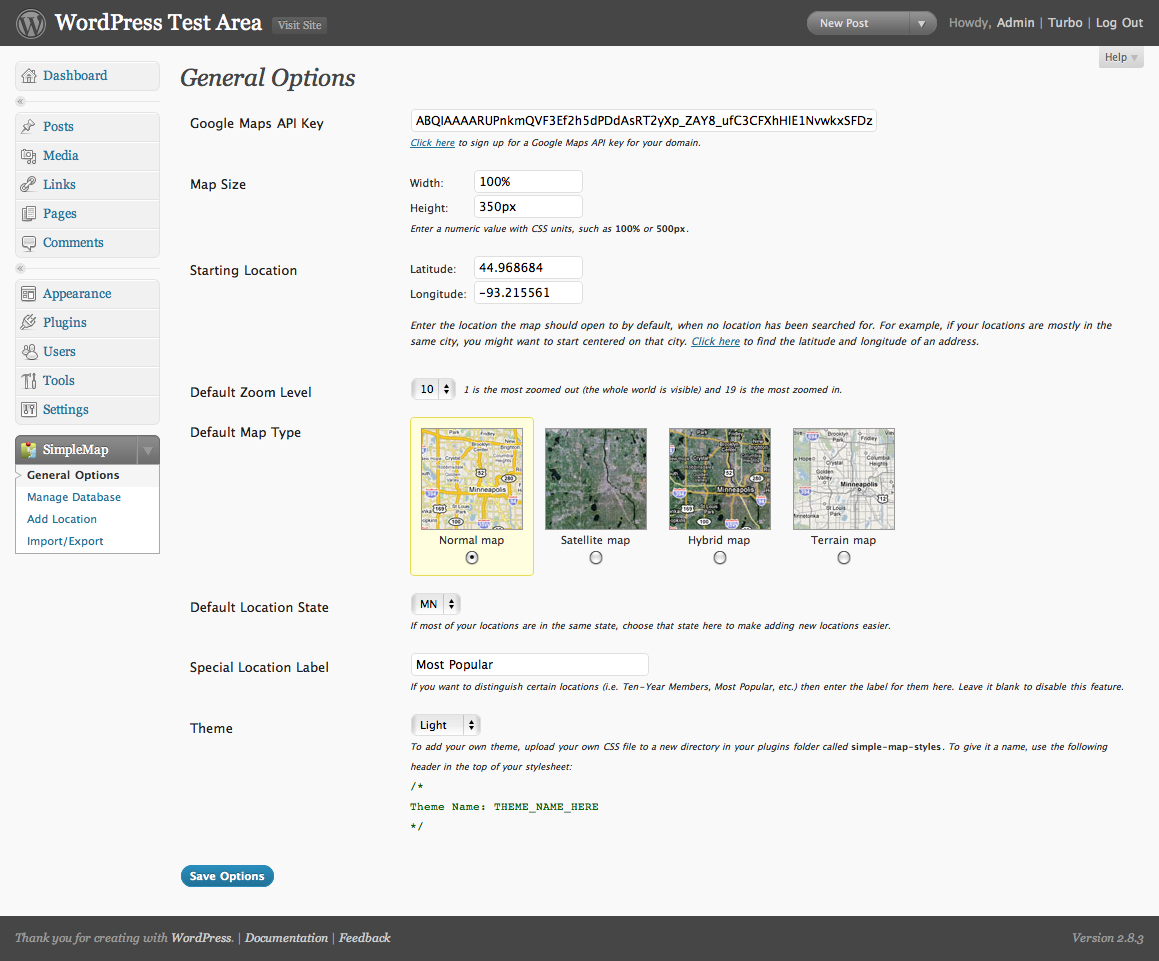 WordPress Test Area
Visit Site
New Post
Howdy, Admin | Turbo | Log Out
Help
Dashboard
Posts
Media
Links
Pages
Comments
Appearance
Plugins
Users
Tools
Settings
SimpleMap
General Options
Manage Database
Add Location
Import/Export
General Options
Google Maps API Key
ABQIAAAARUPnkmQVF3Ef2h5dPDdAsRT2yXp_ZAY8_ufC3CFXhHIE1NvwkxSFDz
Click here to sign up for a Google Maps API key for your domain.
Map Size
Width: 100%
Height: 350px
Enter a numeric value with CSS units, such as 100% or 500px.
Starting Location
Latitude: 44.968684
Longitude: -93.215561
Enter the location the map should open to by default, when no location has been searched for. For example, if your locations are mostly in the
same city, you might want to start centered on that city. Click here to find the latitude and longitude of an address.
Default Zoom Level
10
1 is the most zoomed out (the whole world is visible) and 19 is the most zoomed in.
Default Map Type
Normal map
Satellite map
Hybrid map
Terrain map
Default Location State
MN
If most of your locations are in the same state, choose that state here to make adding new locations easier.
Special Location Label
Most Popular
If you want to distinguish certain locations (i.e. Ten-Year Members, Most Popular, etc.) then enter the label for them here. Leave it blank to disable this feature.
Theme
Light
To add your own theme, upload your own CSS file to a new directory in your plugins folder called simple-map-styles. To give it a name, use the following
header in the top of your stylesheet:
/*
Theme Name: THEME_NAME_HERE
*/
Save Options
Thank you for creating with WordPress. | Documentation | Feedback
Version 2.8.3